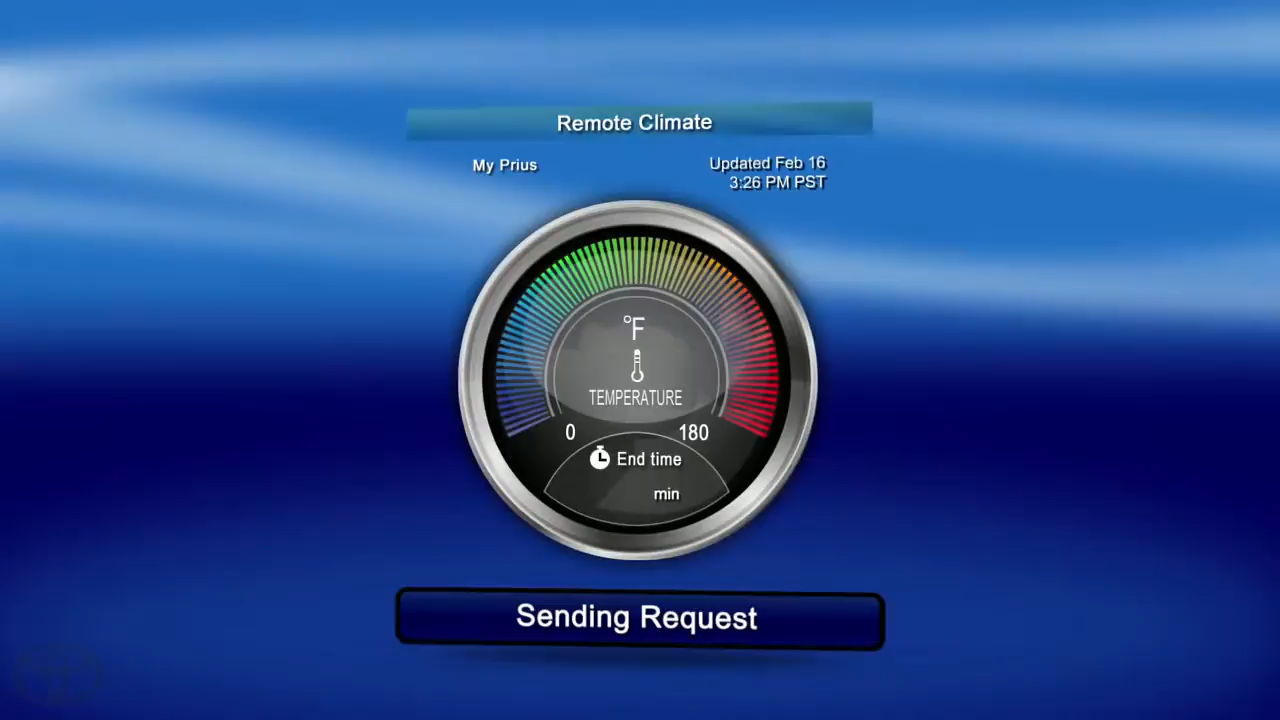 Remote Climate
My Prius
Updated Feb 16
3:26 PM PST
°F
TEMPERATURE
0 180
End time
min
Sending Request